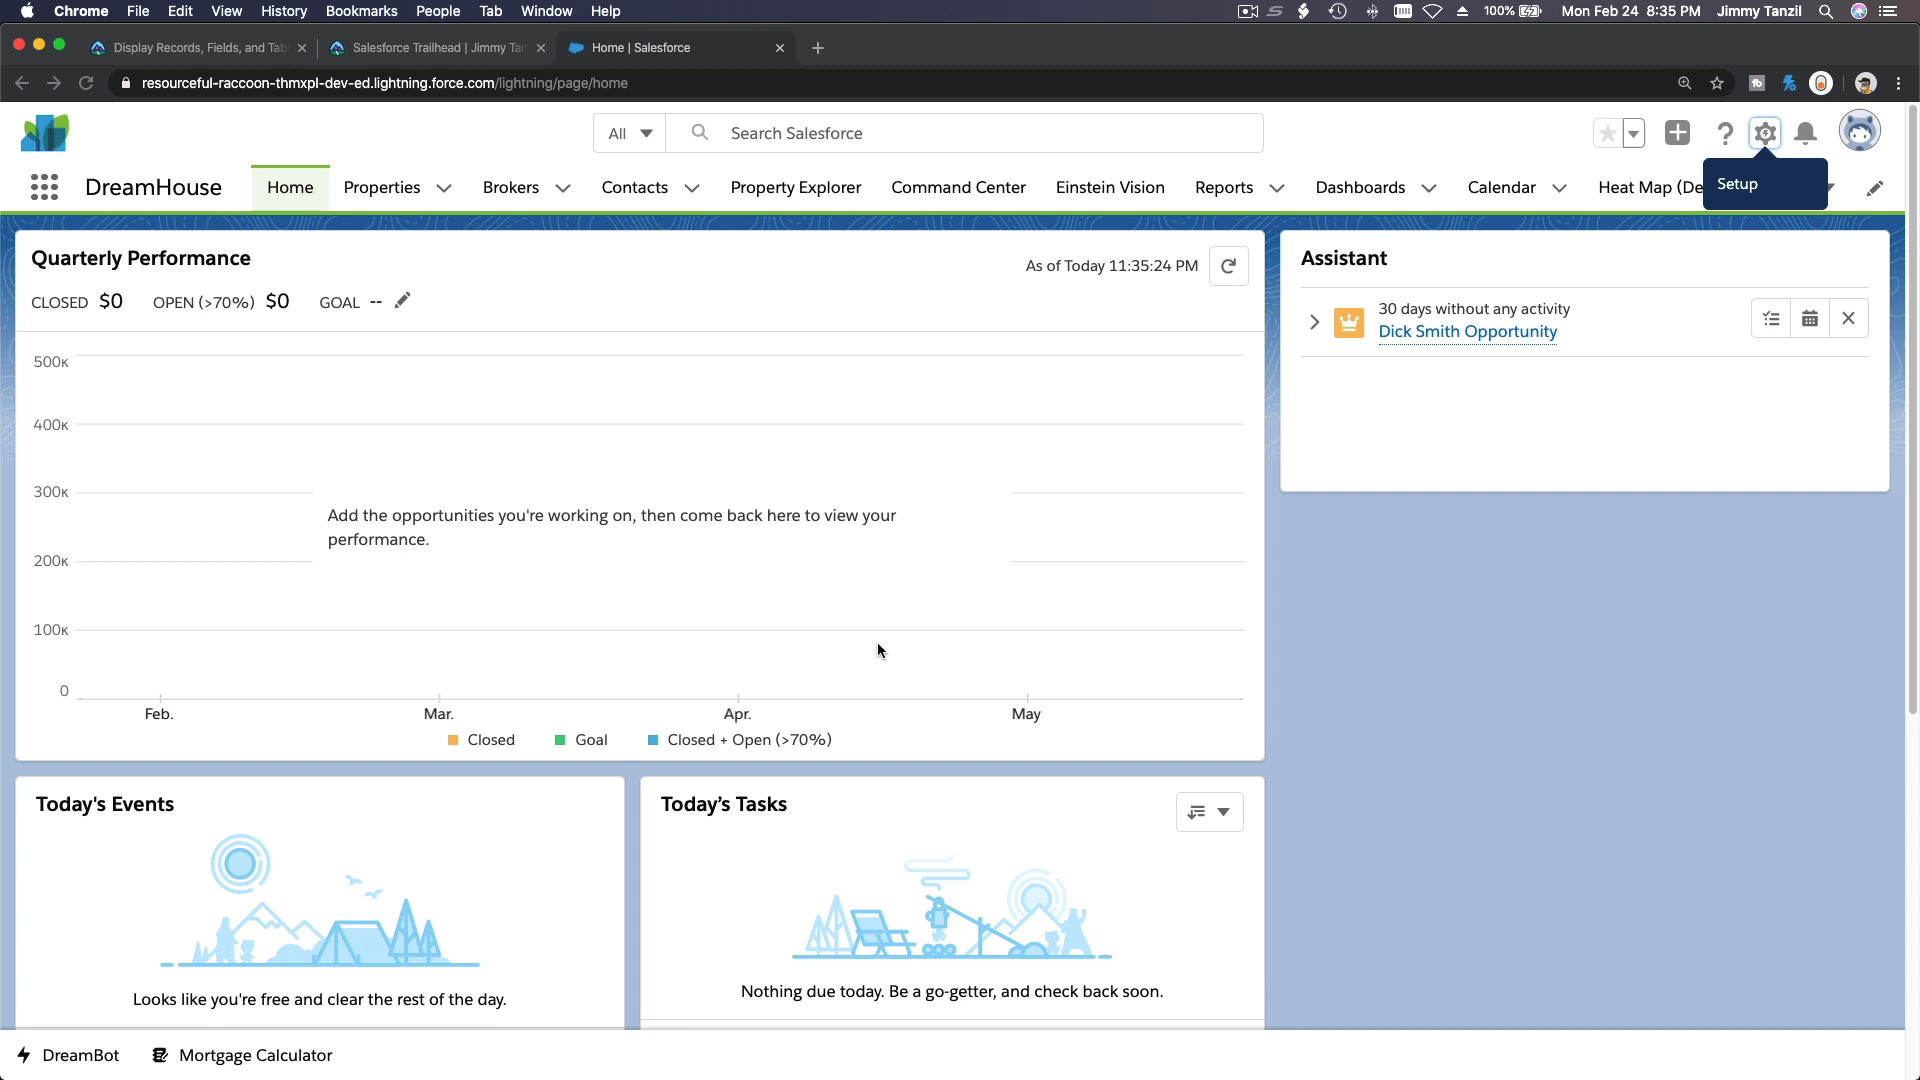 Chrome File Edit View History Bookmarks People Tab Window Help 100% Mon Feb 24 8:35 PM Jimmy Tanzil
Display Records, Fields, and Tab Salesforce Trailhead | Jimmy Tan Home | Salesforce
resourceful-raccoon-thmxpl-dev-ed.lightning.force.com/lightning/page/home
All Search Salesforce
DreamHouse Home Properties Brokers Contacts Property Explorer Command Center Einstein Vision Reports Dashboards Calendar Heat Map (De
Setup
Quarterly Performance
As of Today 11:35:24 PM
CLOSED $0 OPEN (>70%) $0 GOAL --
500K
400K
300K
200K
100K
0
Add the opportunities you're working on, then come back here to view your
performance.
Feb. Mar. Apr. May
Closed Goal Closed + Open (>70%)
Assistant
30 days without any activity
Dick Smith Opportunity
Today's Events
Looks like you're free and clear the rest of the day.
Today’s Tasks
Nothing due today. Be a go-getter, and check back soon.
DreamBot Mortgage Calculator